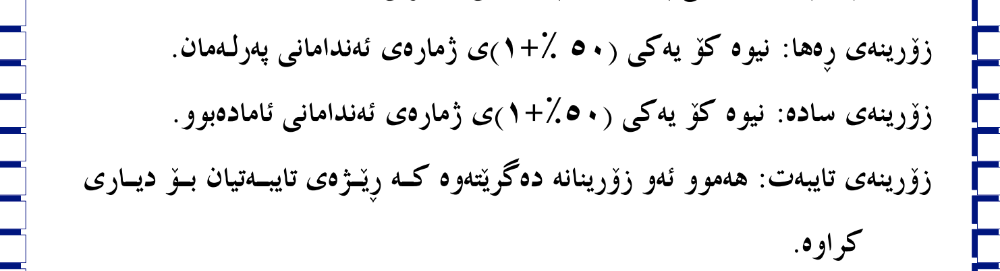 زۆرینەی ڕەها: نیوە کۆ یەکی (٥٠ ٪+١)ی ژمارەی ئەندامانی پەرلەمان.
زۆرینەی سادە: نیوە کۆ یەکی (٥٠٪+١)ی ژمارەی ئەندامانی ئامادەبوو.
زۆرینەی تایبەت: هەموو ئەو زۆرینانە دەگرێتەوە کە ڕێژەی تایبەتیان بۆ دیاری
کراوە.